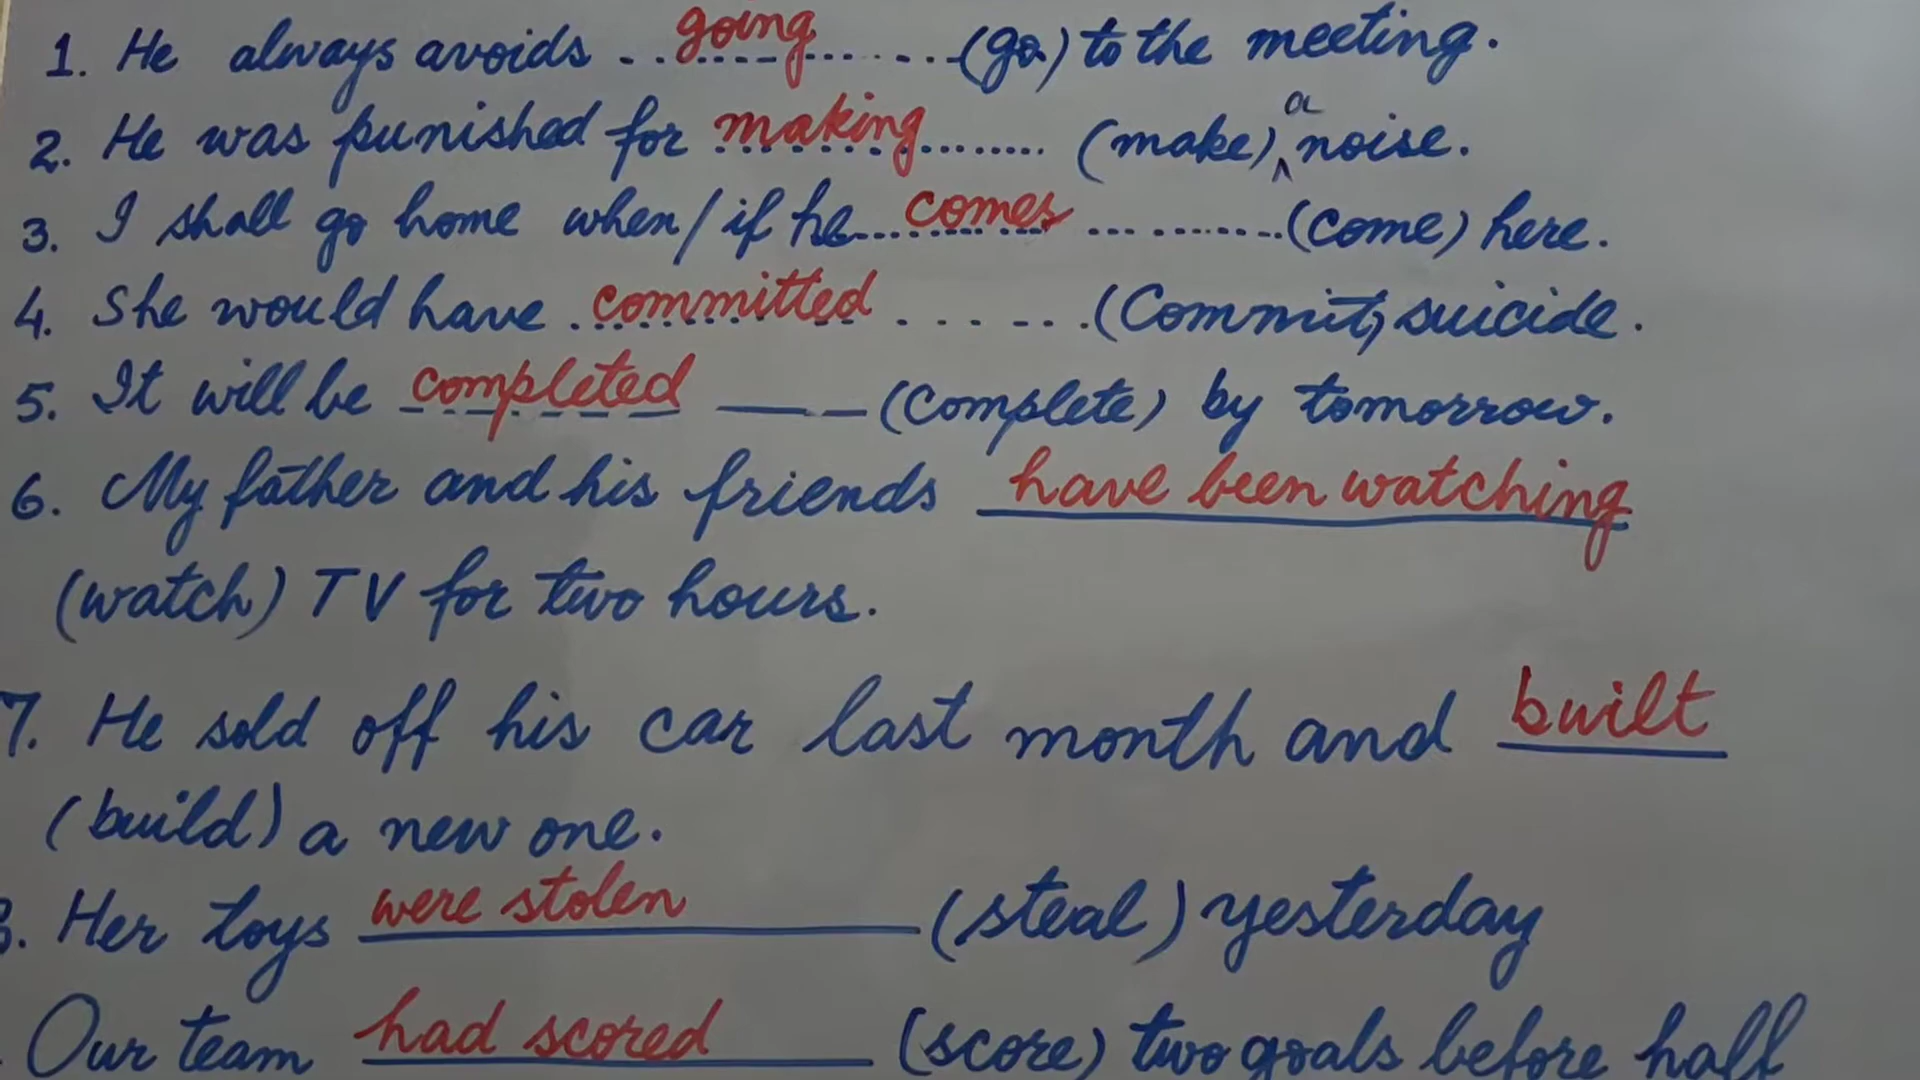 1. He always avoids ..going.......(go) to the meeting.
2. He was punished for making.......... (make) a noise.
3. I shall go home when/if he...comes............(come) here.
4. She would have .committed........(Commit) suicide.
5. It will be completed ____ (Complete) by tomorrow.
6. My father and his friends have been watching
(watch) TV for two hours.
7. He sold off his car last month and built
(build) a new one.
8. Her toys were stolen (steal) yesterday
Our team had scored (score) two goals before half